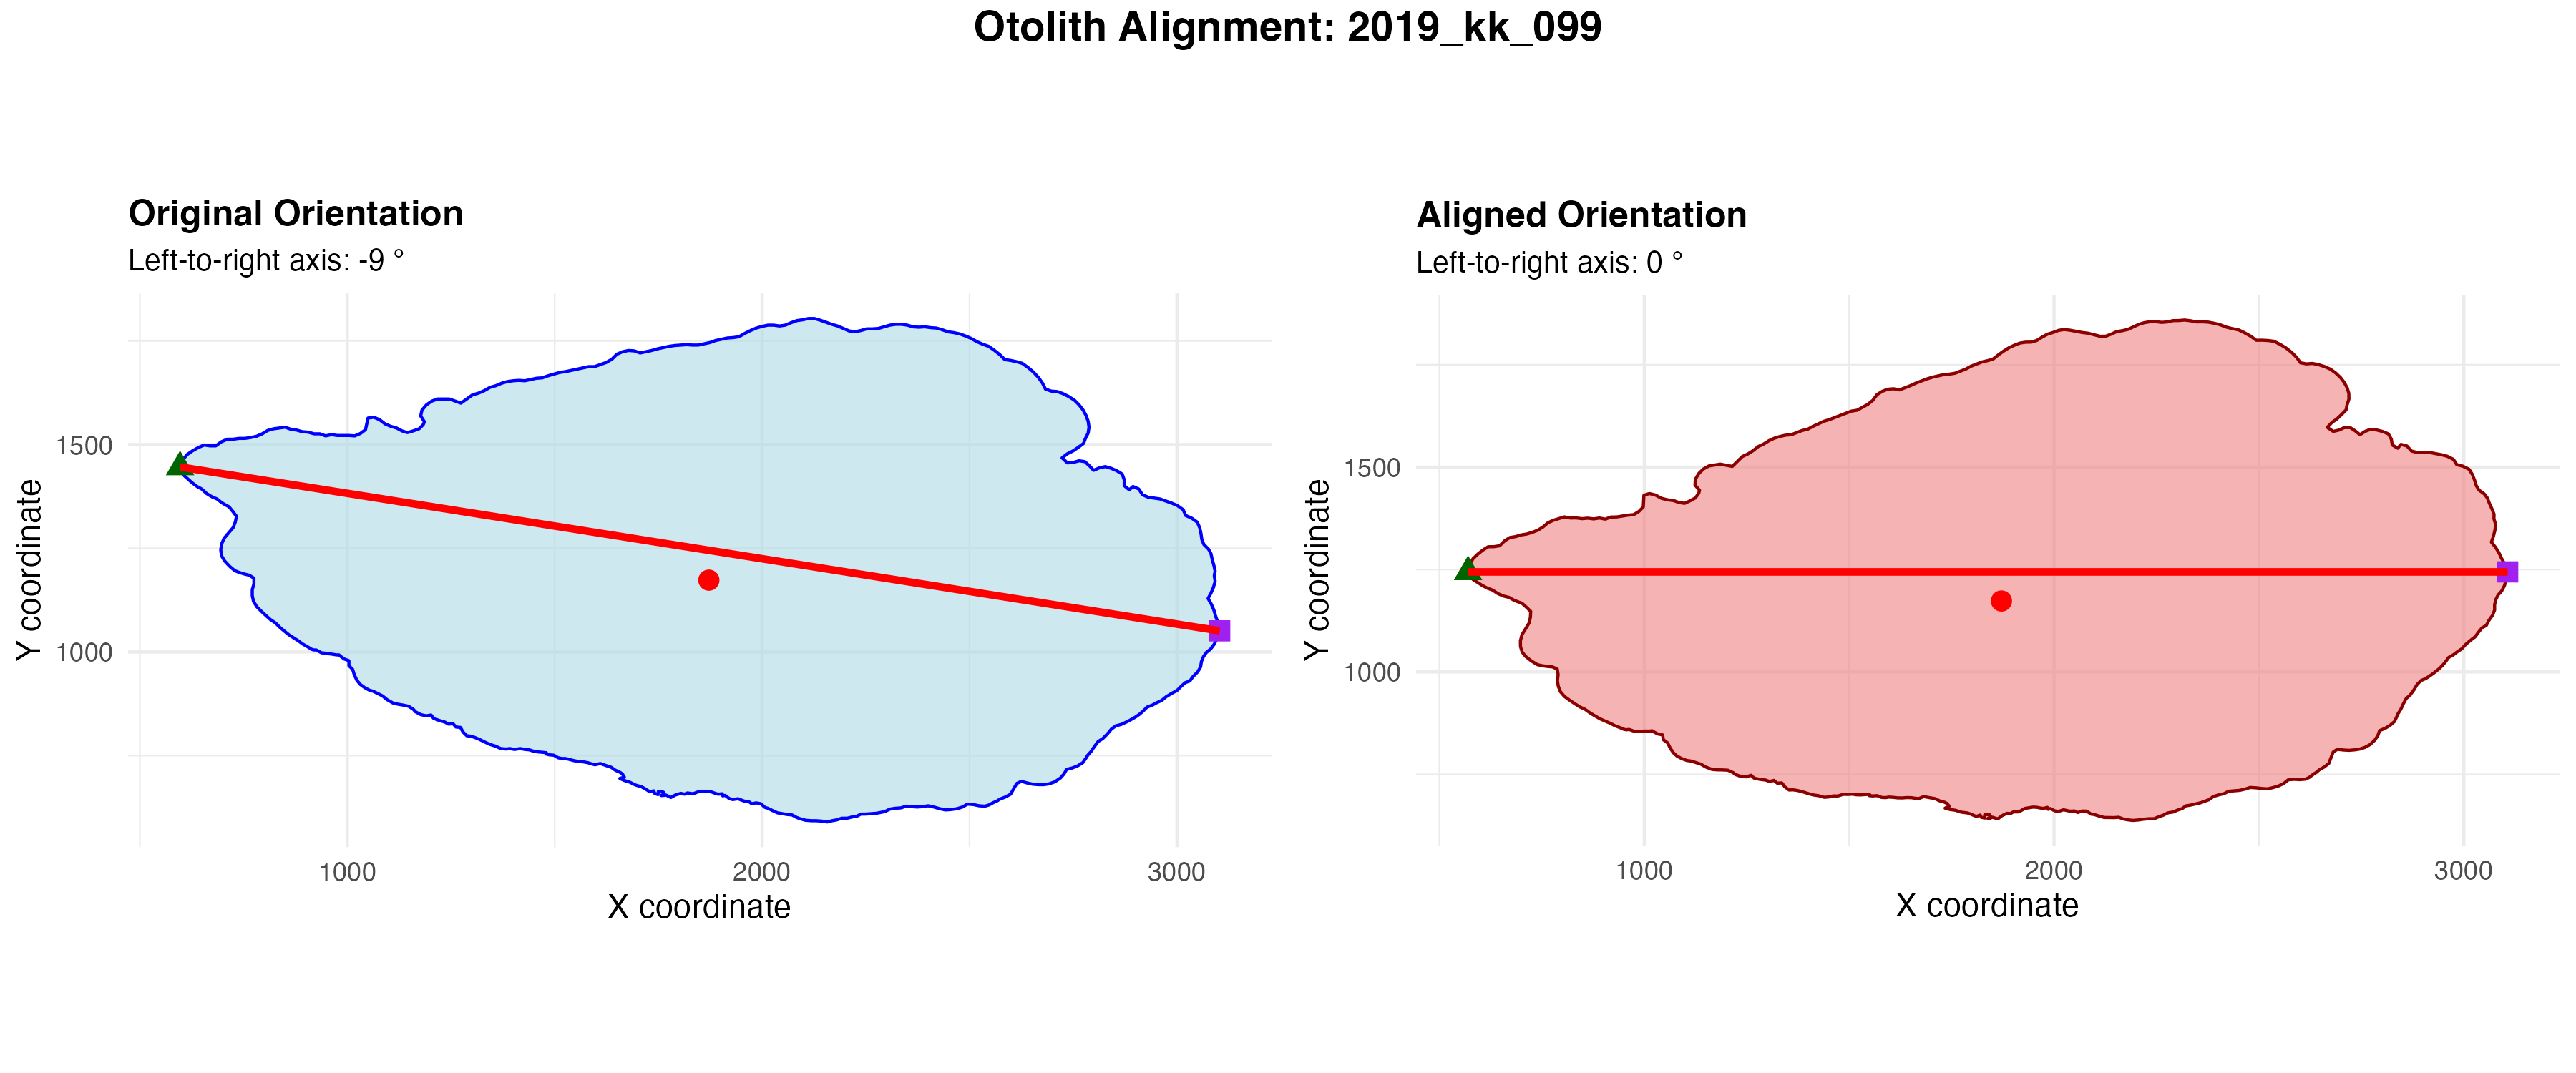 Otolith Alignment: 2019_kk_099
Original Orientation
Left-to-right axis: -9 °
Y coordinate
1500
1000
1000
2000
3000
X coordinate
Aligned Orientation
Left-to-right axis: 0 °
Y coordinate
1500
1000
1000
2000
3000
X coordinate